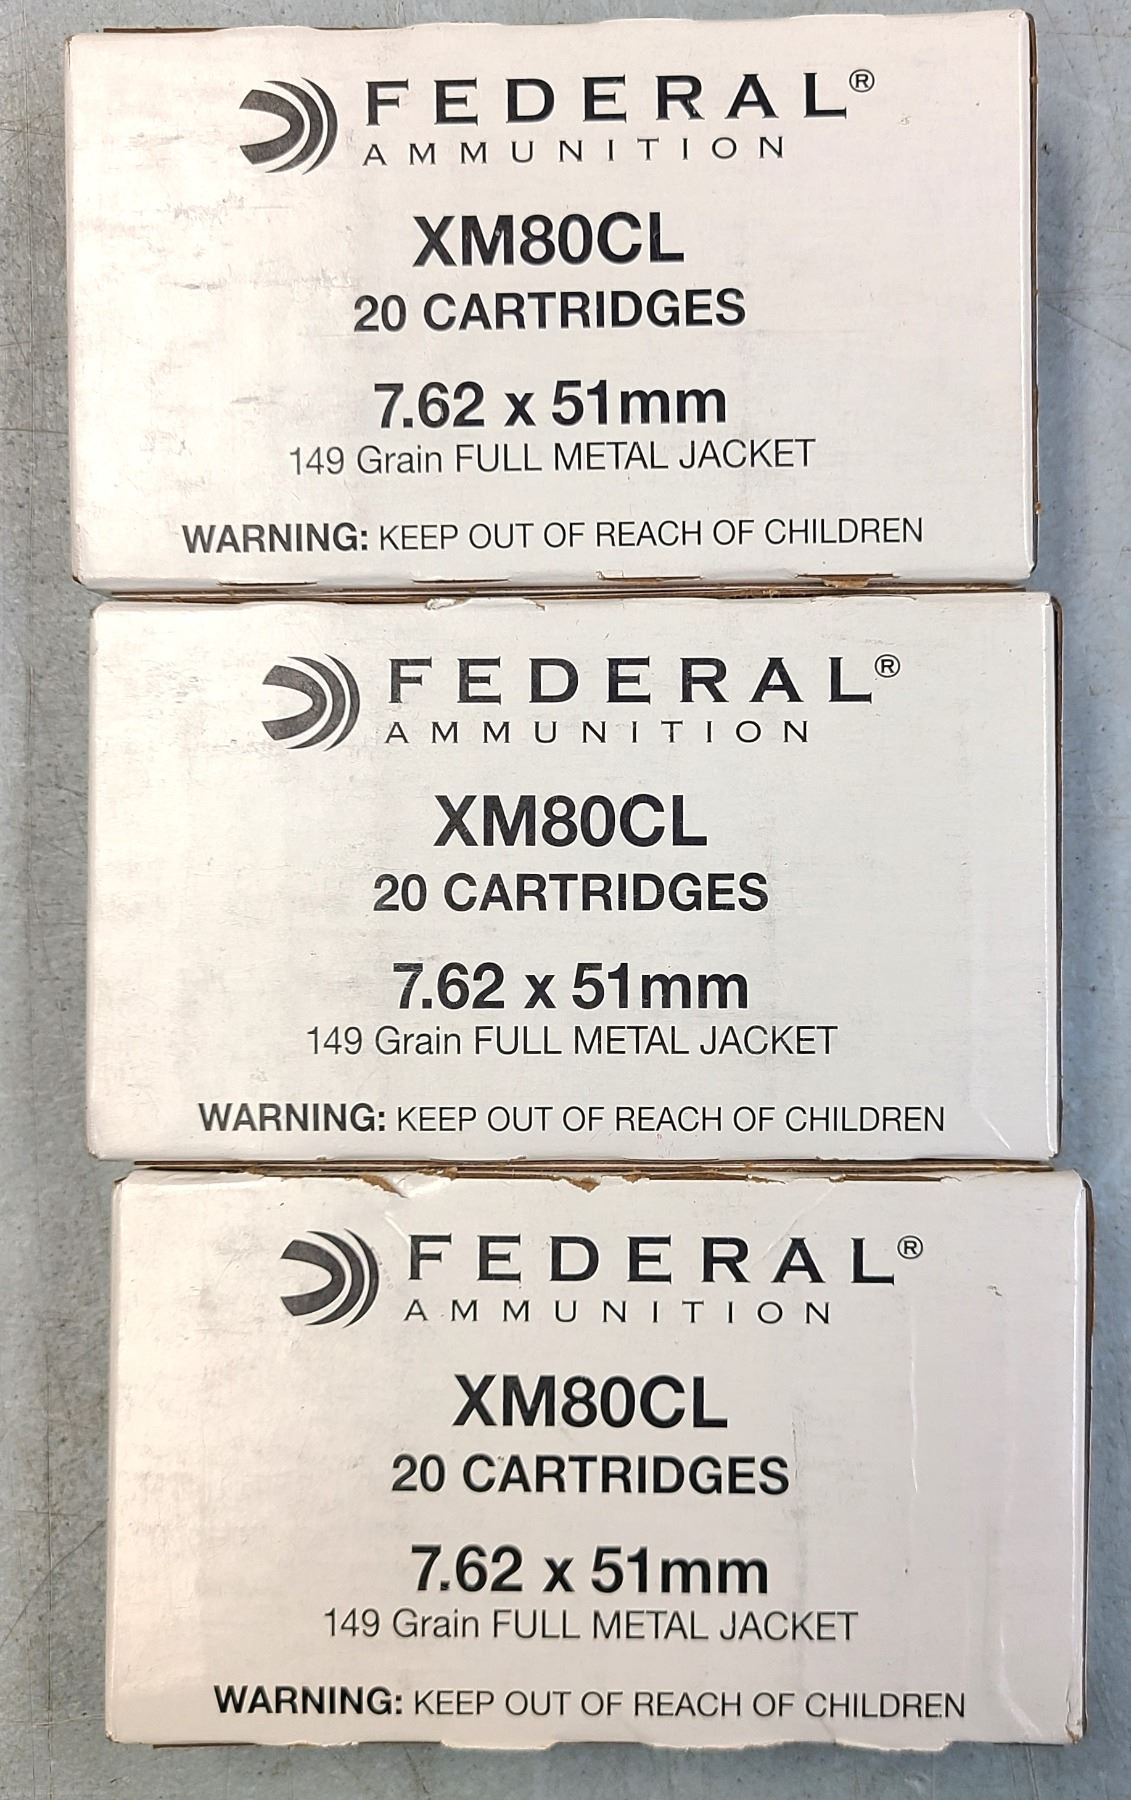 FEDERAL®
AMMUNITION
XM80CL
20 CARTRIDGES
7.62 x 51mm
149 Grain FULL METAL JACKET
WARNING: KEEP OUT OF REACH OF CHILDREN
FEDERAL®
AMMUNITION
XM80CL
20 CARTRIDGES
7.62 x 51mm
149 Grain FULL METAL JACKET
WARNING: KEEP OUT OF REACH OF CHILDREN
FEDERAL®
AMMUNITION
XM80CL
20 CARTRIDGES
7.62 x 51mm
149 Grain FULL METAL JACKET
WARNING: KEEP OUT OF REACH OF CHILDREN